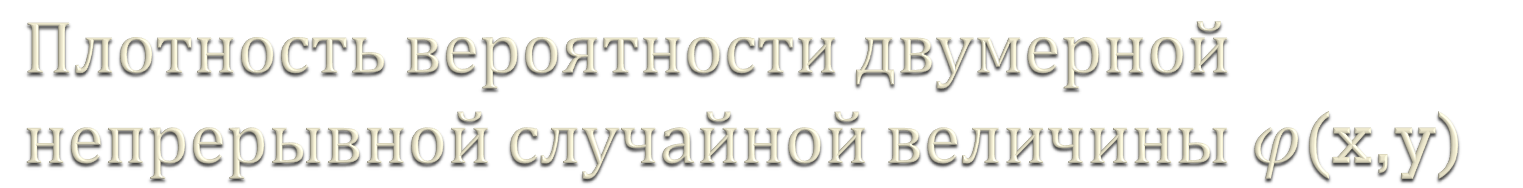 Плотность вероятности двумерной
непрерывной случайной величины φ(x,y)